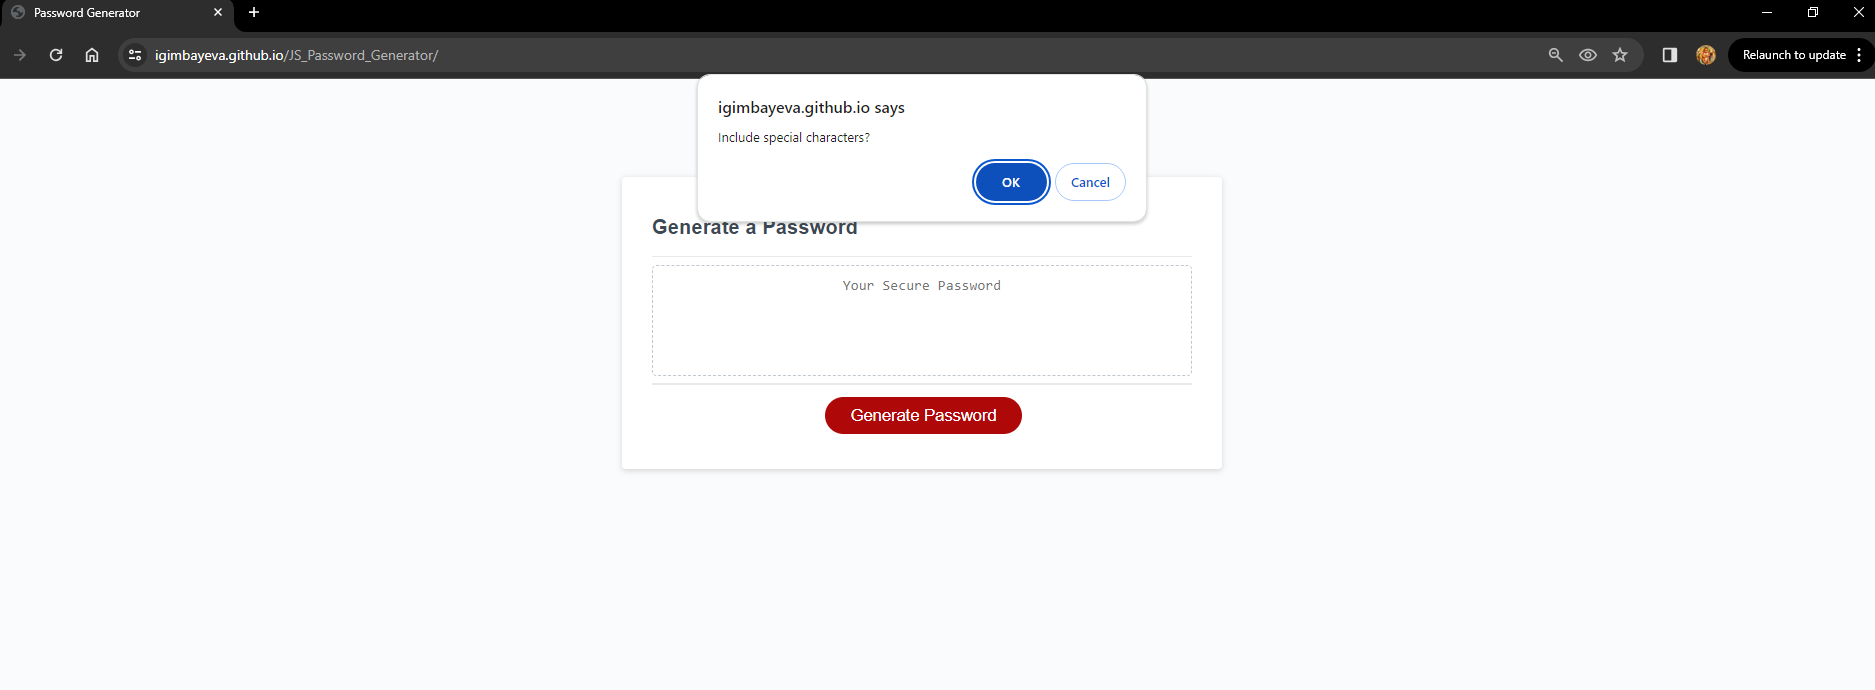 Password Generator
igimbayeva.github.io/JS_Password_Generator/
Relaunch to update
igimbayeva.github.io says
Include special characters?
OK Cancel
Generate a Password
Your Secure Password
Generate Password